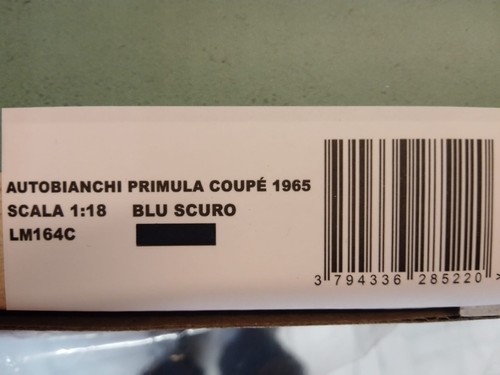 AUTOBIANCHI PRIMULA COUPÉ 1965
SCALA 1:18 BLU SCURO
LM164C
3 794336 285220 >